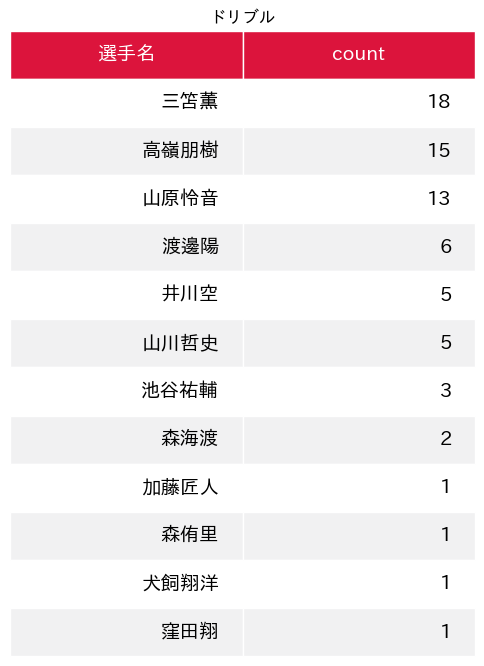 ドリブル
選手名 count
三笘薫 18
高嶺朋樹 15
山原怜音 13
渡邊陽 6
井川空 5
山川哲史 5
池谷祐輔 3
森海渡 2
加藤匠人 1
森侑里 1
犬飼翔洋 1
窪田翔 1